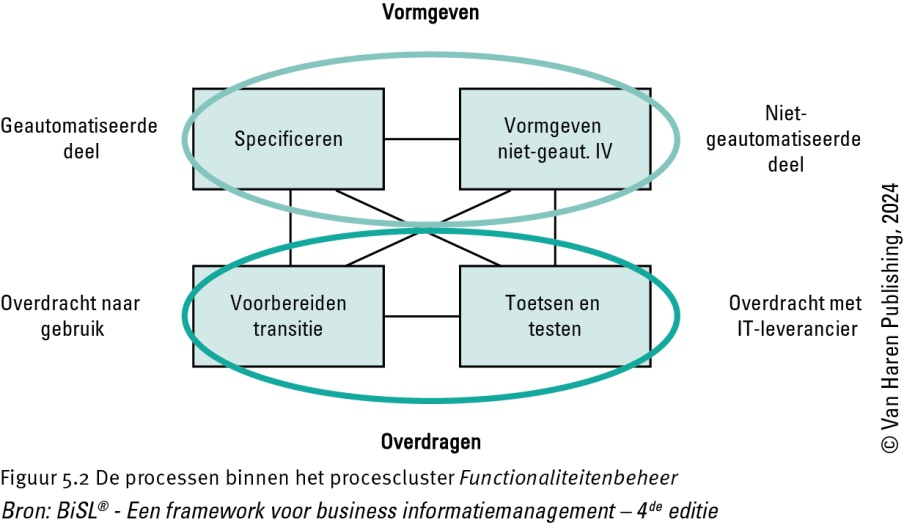 Vormgeven
Geautomatiseerde
deel
Specificeren
Vormgeven
niet-geaut. IV
Niet-
geautomatiseerde
deel
Overdracht naar
gebruik
Voorbereiden
transitie
Toetsen en
testen
Overdracht met
IT-leverancier
Overdragen
© Van Haren Publishing, 2024
Figuur 5.2 De processen binnen het procescluster Functionaliteitenbeheer
Bron: BiSL® - Een framework voor business informatiemanagement – 4de editie